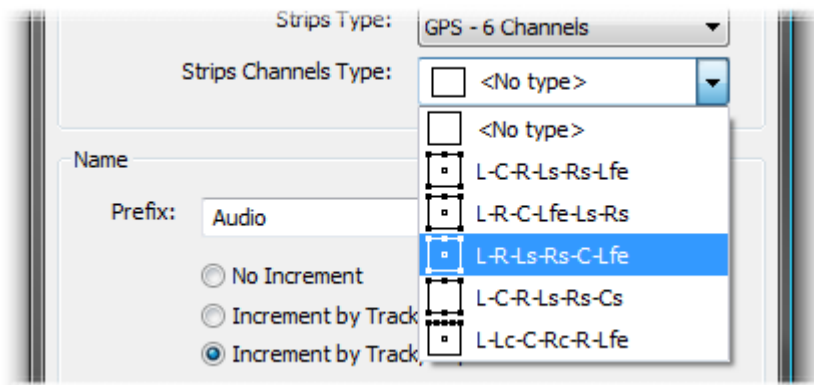 Strips Type:
GPS - 6 Channels
Strips Channels Type:
<No type>
<No type>
L-C-R-Ls-Rs-Lfe
Name
L-R-C-Lfe-Ls-Rs
Prefix:
Audio
L-R-Ls-Rs-C-Lfe
No Increment
L-C-R-Ls-Rs-Cs
Increment by Track
L-Lc-C-Rc-R-Lfe
Increment by Track,